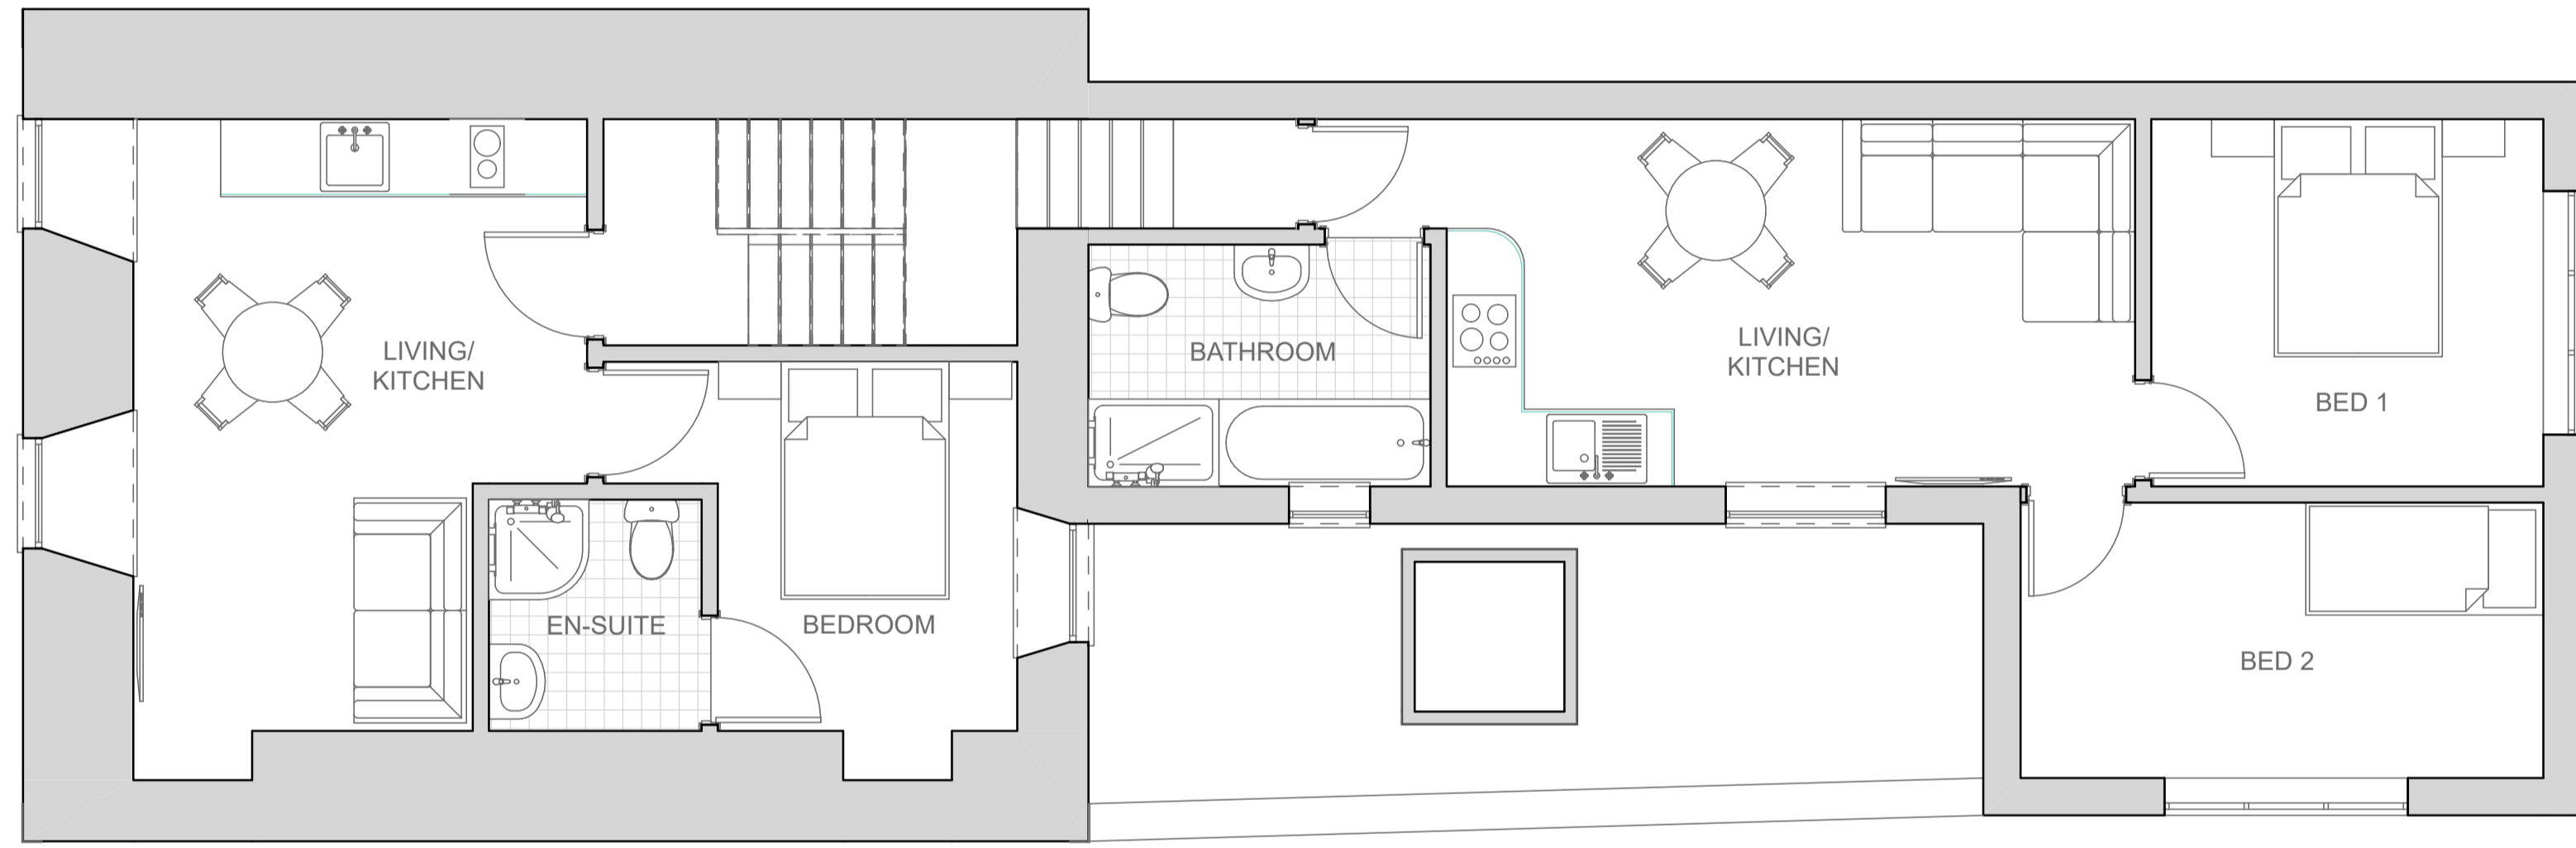 LIVING/
KITCHEN
EN-SUITE
BEDROOM
BATHROOM
LIVING/
KITCHEN
BED 1
BED 2